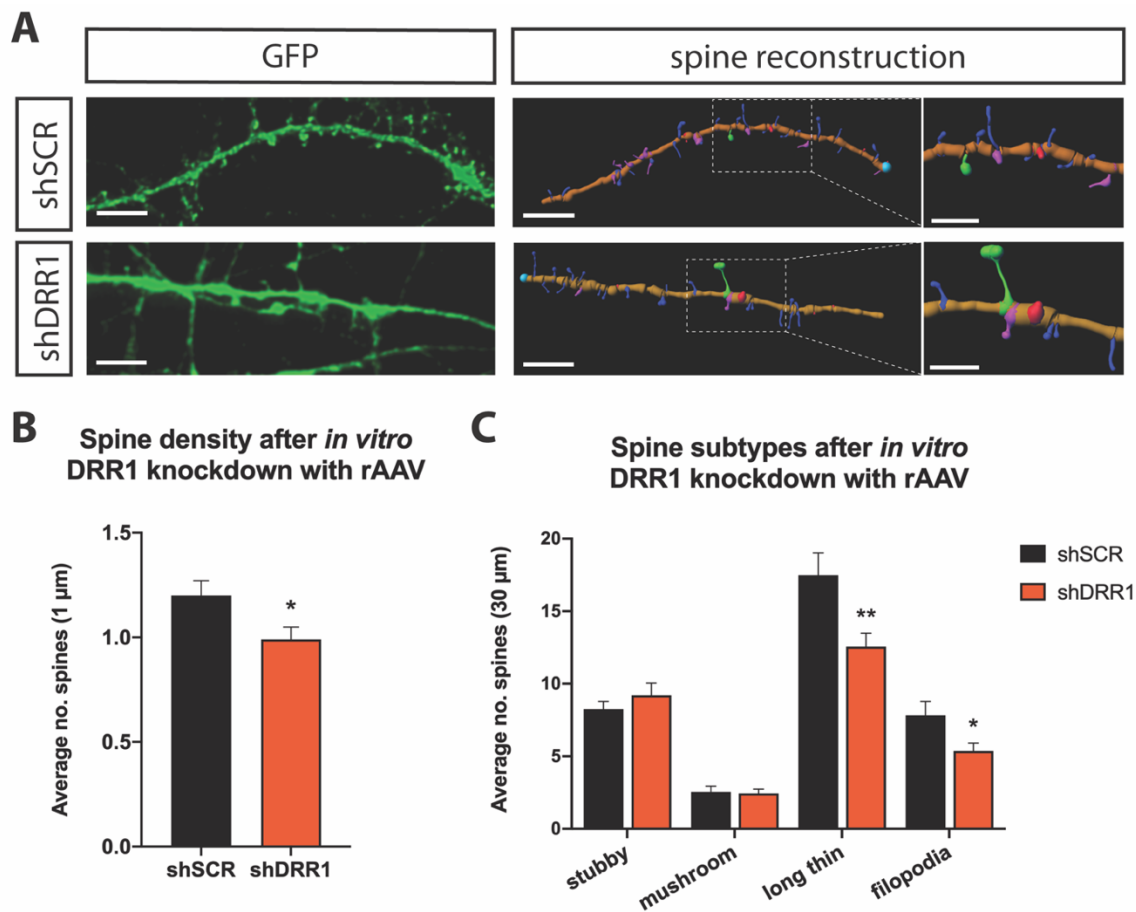 A
GFP
spine reconstruction
shSCR
shDRR1
B
Spine density after in vitro
DRR1 knockdown with rAAV
Average no. spines (1 µm)
1.5
1.0
0.5
0.0
shSCR
shDRR1
*
C
Spine subtypes after in vitro
DRR1 knockdown with rAAV
Average no. spines (30 µm)
20
15
10
5
0
stubby
mushroom
long thin
filopodia
**
*
shSCR
shDRR1